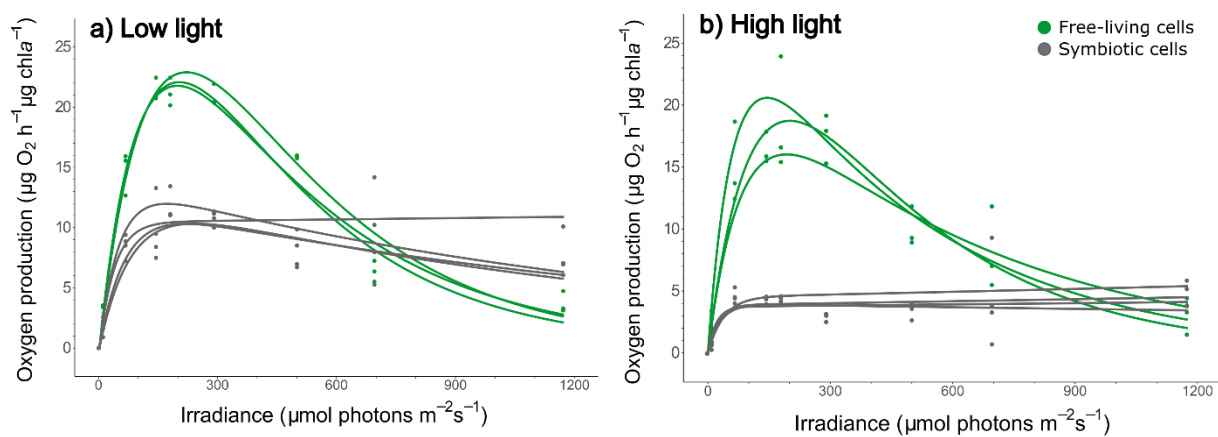 a) Low light
Oxygen production (µg O₂ h⁻¹µg chla⁻¹)
25
20
15
10
5
0
0
300
600
900
1200
Irradiance (µmol photons m⁻²s⁻¹)
b) High light
Free-living cells
Symbiotic cells
Oxygen production (µg O₂ h⁻¹µg chla⁻¹)
25
20
15
10
5
0
0
300
600
900
1200
Irradiance (µmol photons m⁻²s⁻¹)